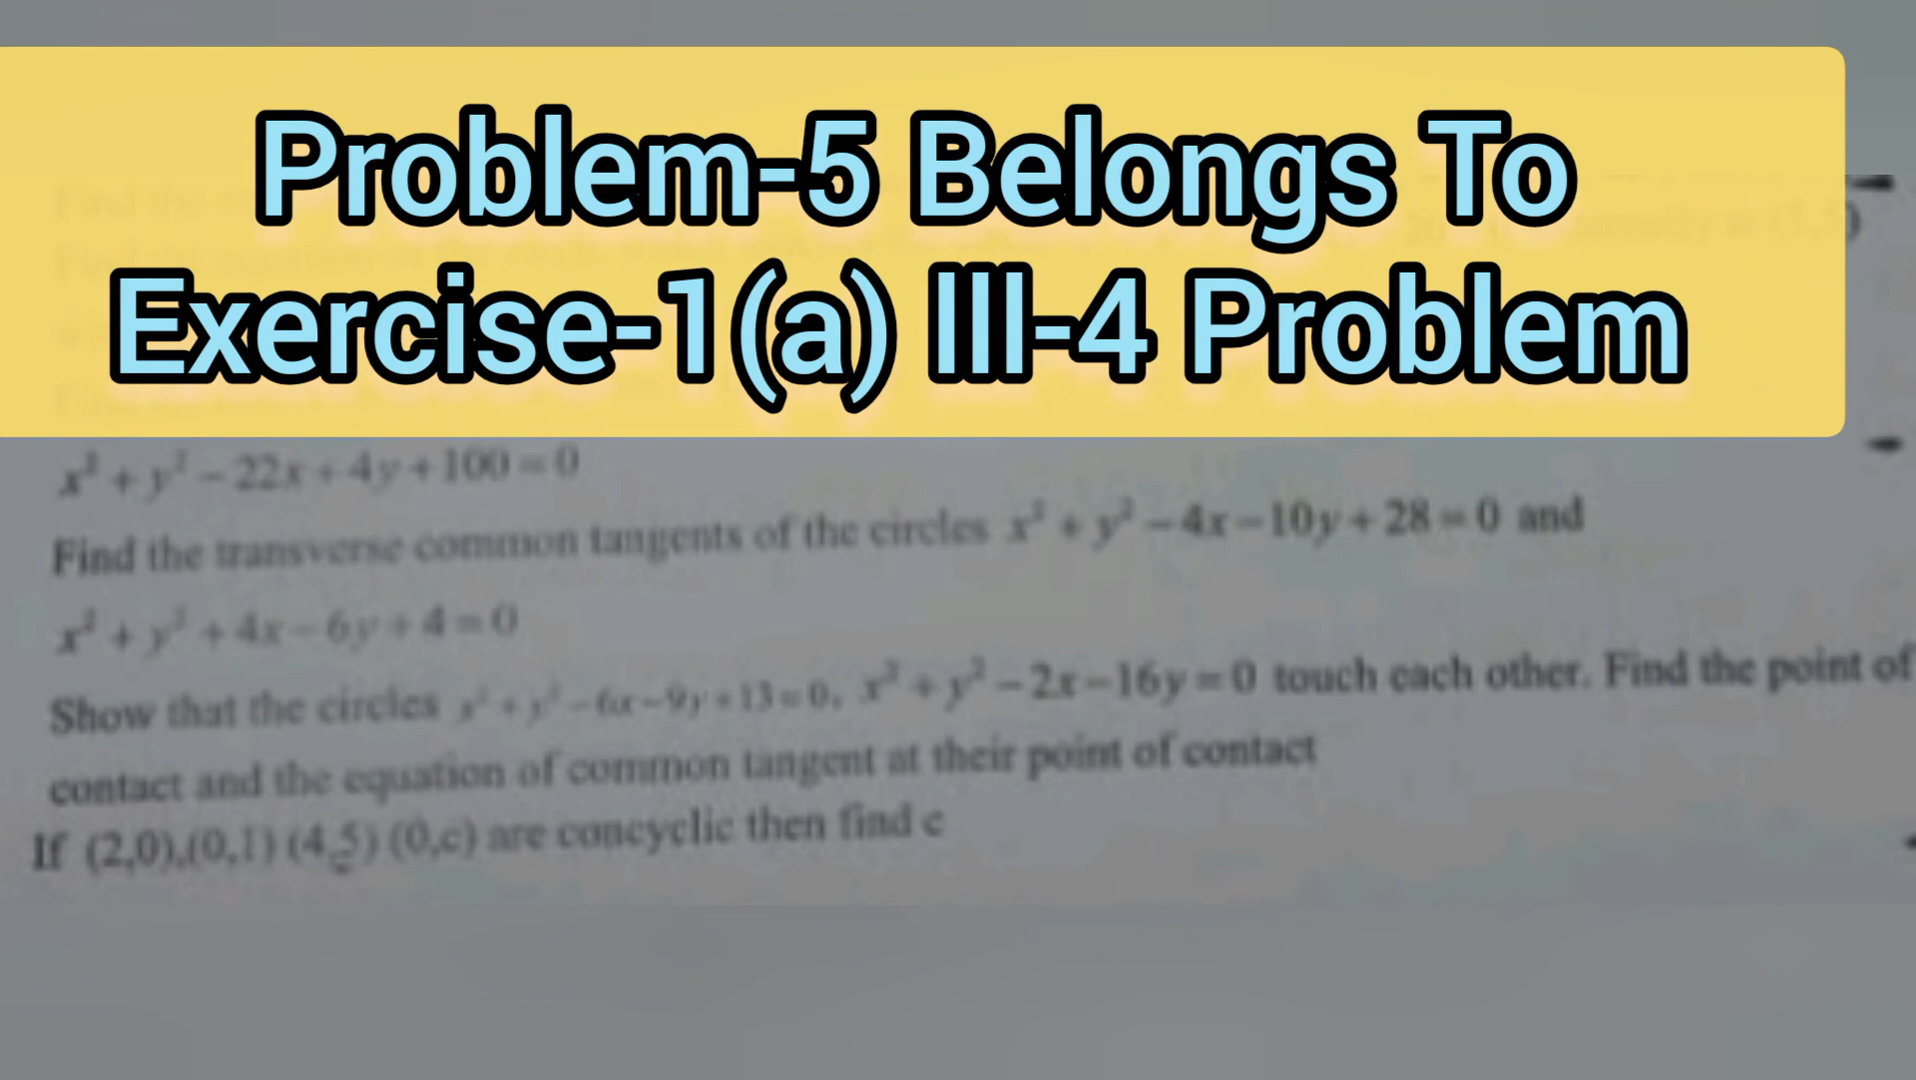 Problem-5 Belongs To
Exercise-1(a) III-4 Problem
x² + y² – 22x + 4y + 100 = 0
Find the transverse common tangents of the circles x² + y² – 4x – 10y + 28 = 0 and
x² + y² + 4x – 6y + 4 = 0
Show that the circles x² + y² – 6x – 9y + 13 = 0, x² + y² – 2x – 16y = 0 touch each other. Find the point of
contact and the equation of common tangent at their point of contact
If (2,0),(0,1) (4,5) (0,c) are concyclic then find c